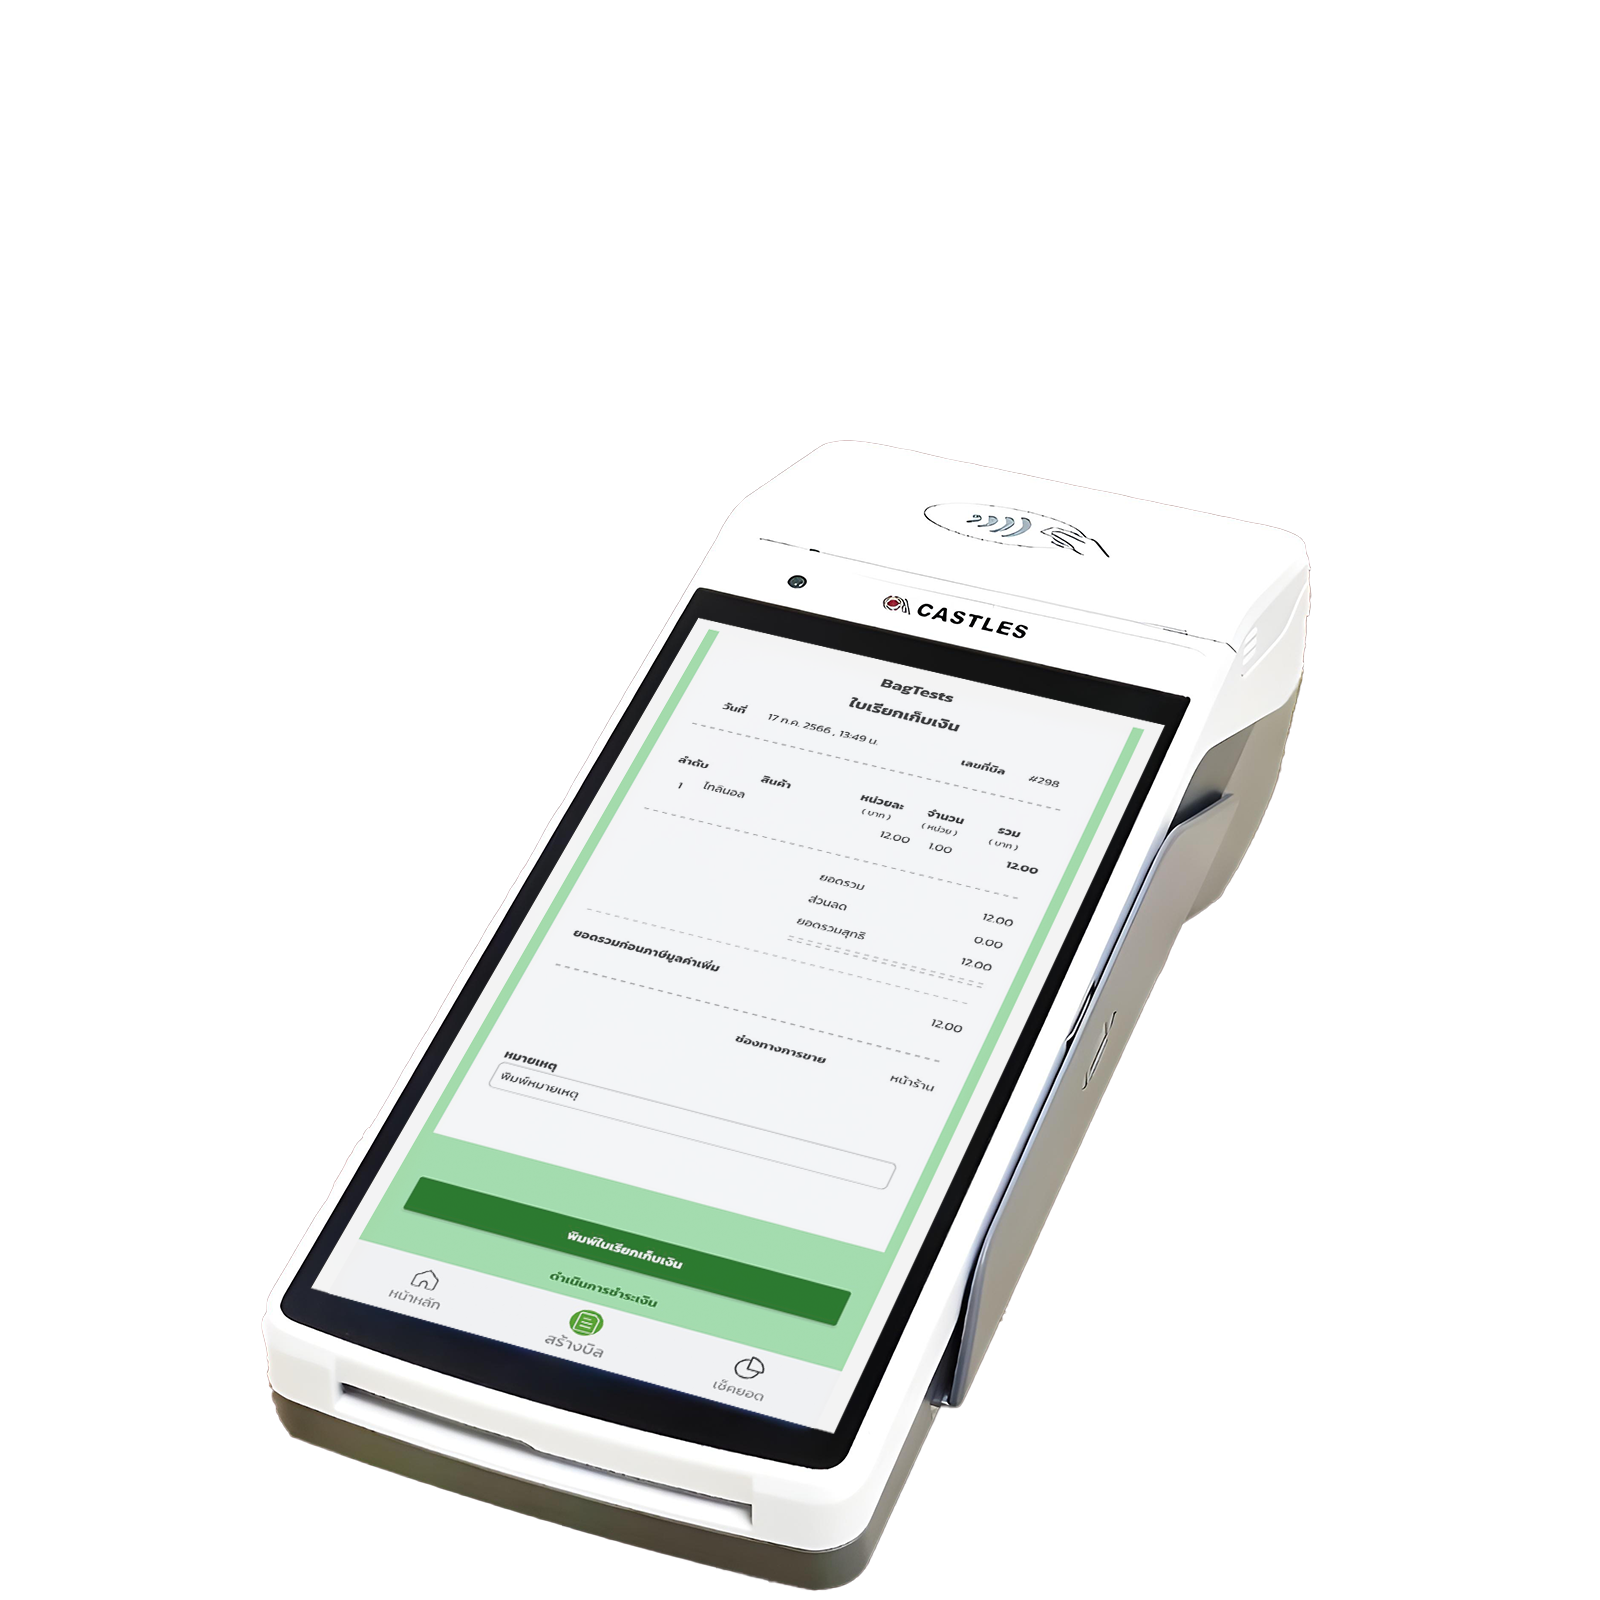 CASTLES
BagTests
ใบเรียกเก็บเงิน
วันที่ 17 ก.ค. 2566 , 13:49 น.
เลขที่บิล #298
ลำดับ สินค้า หน่วยละ จำนวน รวม
( บาท ) ( หน่วย ) ( บาท )
1 ไทลินอล 12.00 1.00 12.00
ยอดรวม 12.00
ส่วนลด 0.00
ยอดรวมสุทธิ 12.00
ยอดรวมก่อนภาษีมูลค่าเพิ่ม 12.00
ช่องทางการขาย หน้าร้าน
หมายเหตุ
พิมพ์หมายเหตุ
พิมพ์ใบเรียกเก็บเงิน
ดำเนินการชำระเงิน
หน้าหลัก สร้างบิล เช็คยอด